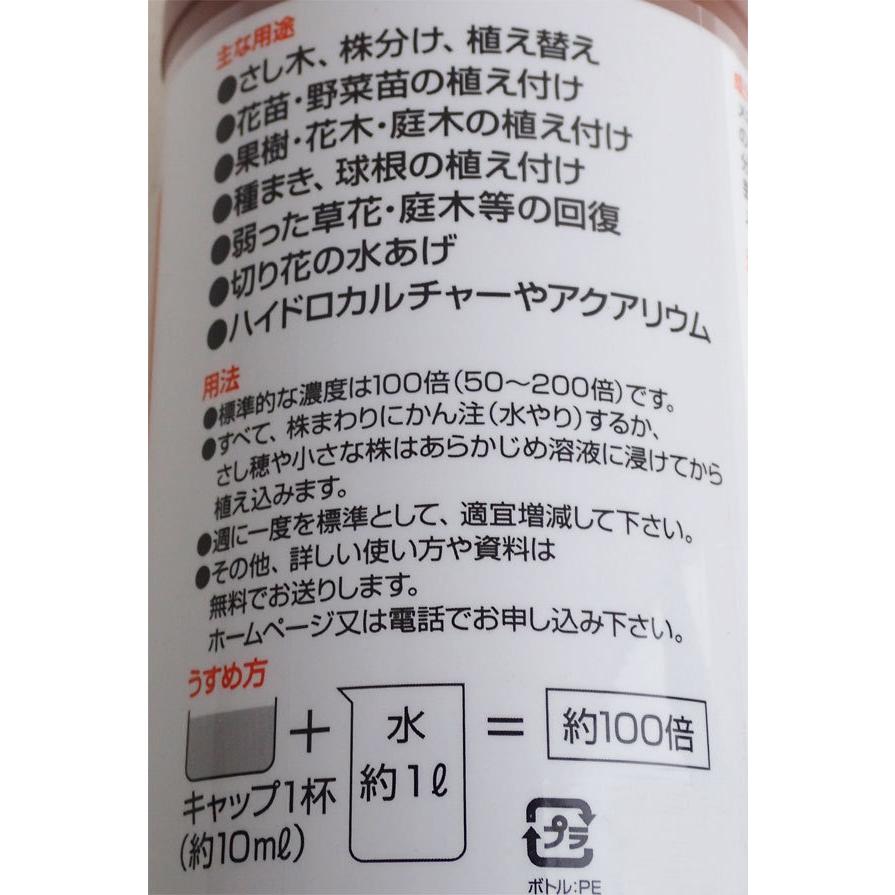 主な用途
●さし木、株分け、植え替え
●花苗・野菜苗の植え付け
●果樹・花木・庭木の植え付け
●種まき、球根の植え付け
●弱った草花・庭木等の回復
●切り花の水あげ
●ハイドロカルチャーやアクアリウム
用法
●標準的な濃度は100倍(50〜200倍)です。
●すべて、株まわりにかん注(水やり)するか、
さし穂や小さな株はあらかじめ溶液に浸けてから
植え込みます。
●週に一度を標準として、適宜増減して下さい。
●その他、詳しい使い方や資料は
無料でお送りします。
ホームページ又は電話でお申し込み下さい。
うすめ方
+ 水 = 約100倍
約1ℓ
キャップ1杯
(約10mℓ)
プラ
ボトル:PE